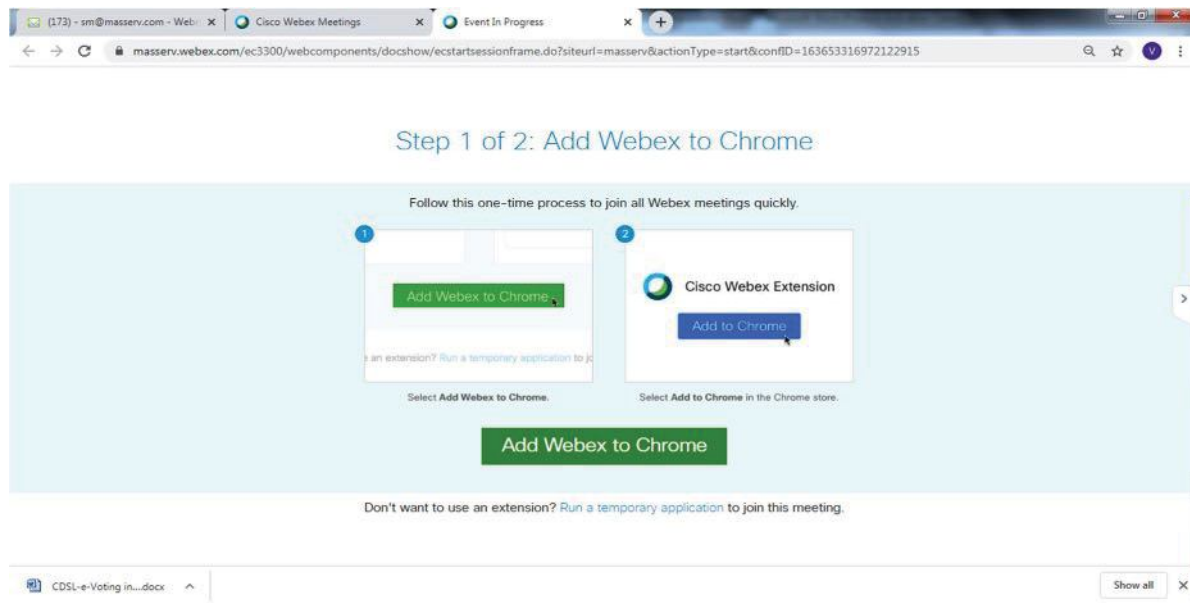 (173) - sm@masserv.com - Web
Cisco Webex Meetings
Event In Progress
masserv.webex.com/ec3300/webcomponents/docshow/ecstartsessionframe.do?siteurl=masserv&actionType=start&confID=163653316972122915
V
Step 1 of 2: Add Webex to Chrome
Follow this one-time process to join all Webex meetings quickly.
1
Add Webex to Chrome
an extension? Run a temporary application to jo
Select Add Webex to Chrome.
2
Cisco Webex Extension
Add to Chrome
Select Add to Chrome in the Chrome store.
Add Webex to Chrome
Don't want to use an extension? Run a temporary application to join this meeting.
CDSL-e-Voting in....docx
Show all